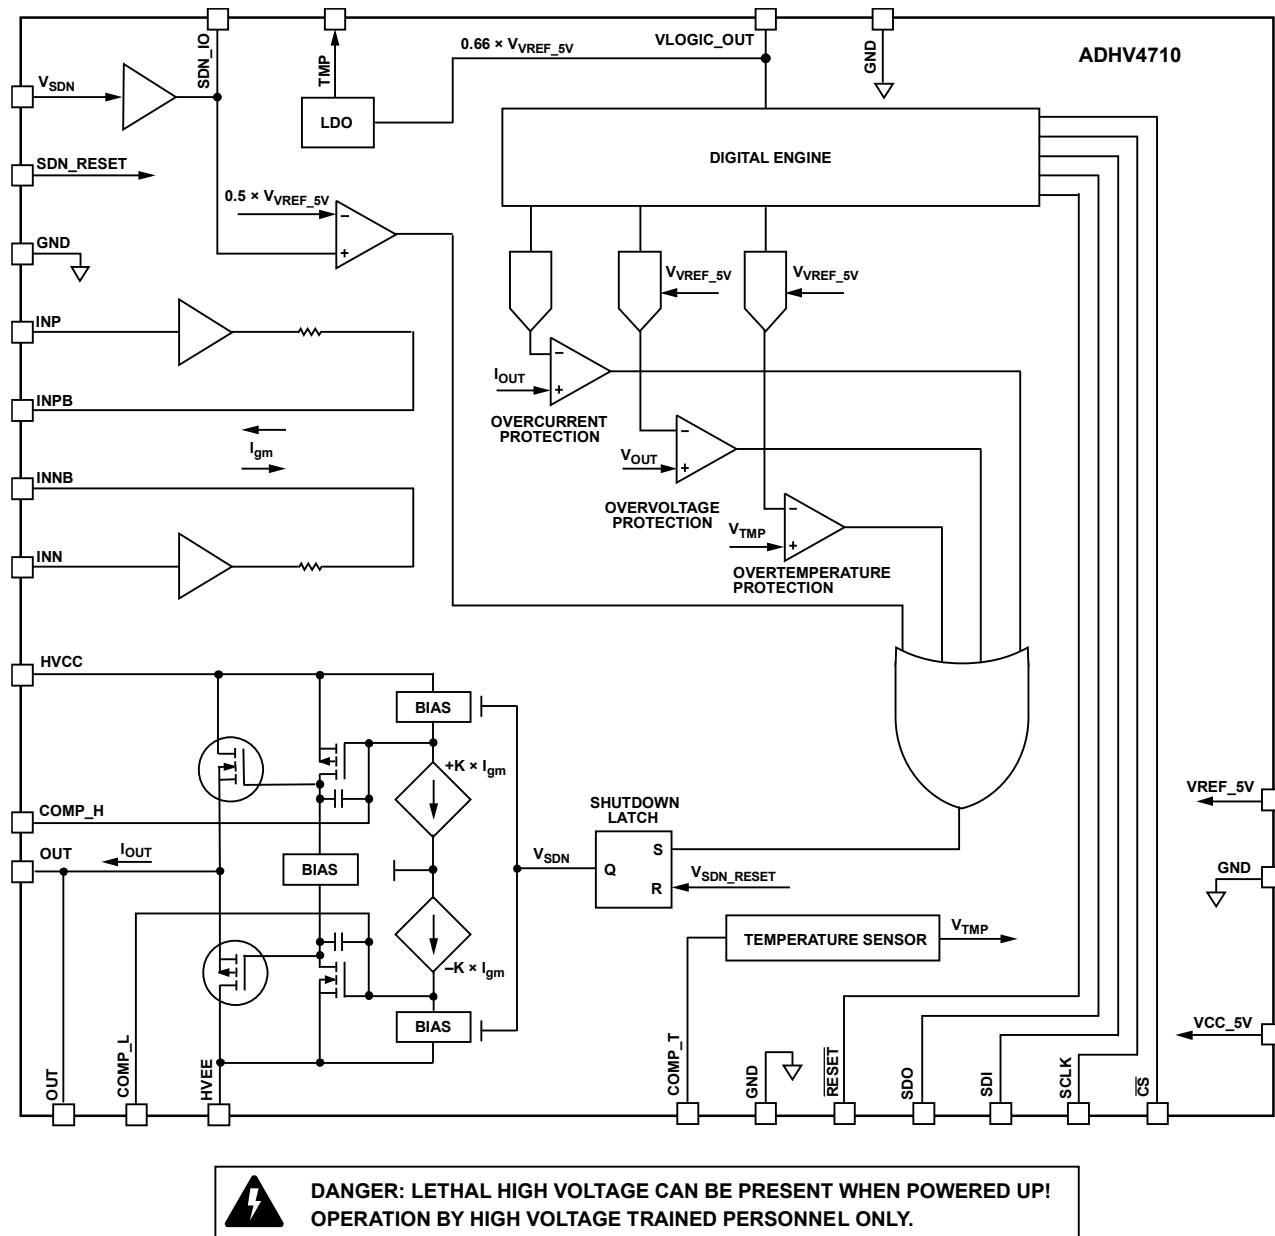 ADHV4710
SDN_IO
TMP
0.66 × VVREF_5V
VLOGIC_OUT
GND
VSDN
LDO
DIGITAL ENGINE
SDN_RESET
0.5 × VVREF_5V
−
+
GND
VVREF_5V
VVREF_5V
INP
−
IOUT
+
OVERCURRENT
PROTECTION
INPB
Igm
−
VOUT
+
OVERVOLTAGE
PROTECTION
INNB
−
VTMP
+
OVERTEMPERATURE
PROTECTION
INN
HVCC
BIAS
+K × Igm
COMP_H
OUT
IOUT
BIAS
VSDN
SHUTDOWN
LATCH
S
Q
R
VSDN_RESET
VREF_5V
GND
TEMPERATURE SENSOR
VTMP
−K × Igm
BIAS
VCC_5V
OUT
COMP_L
HVEE
COMP_T
GND
RESET
SDO
SDI
SCLK
CS
DANGER: LETHAL HIGH VOLTAGE CAN BE PRESENT WHEN POWERED UP!
OPERATION BY HIGH VOLTAGE TRAINED PERSONNEL ONLY.